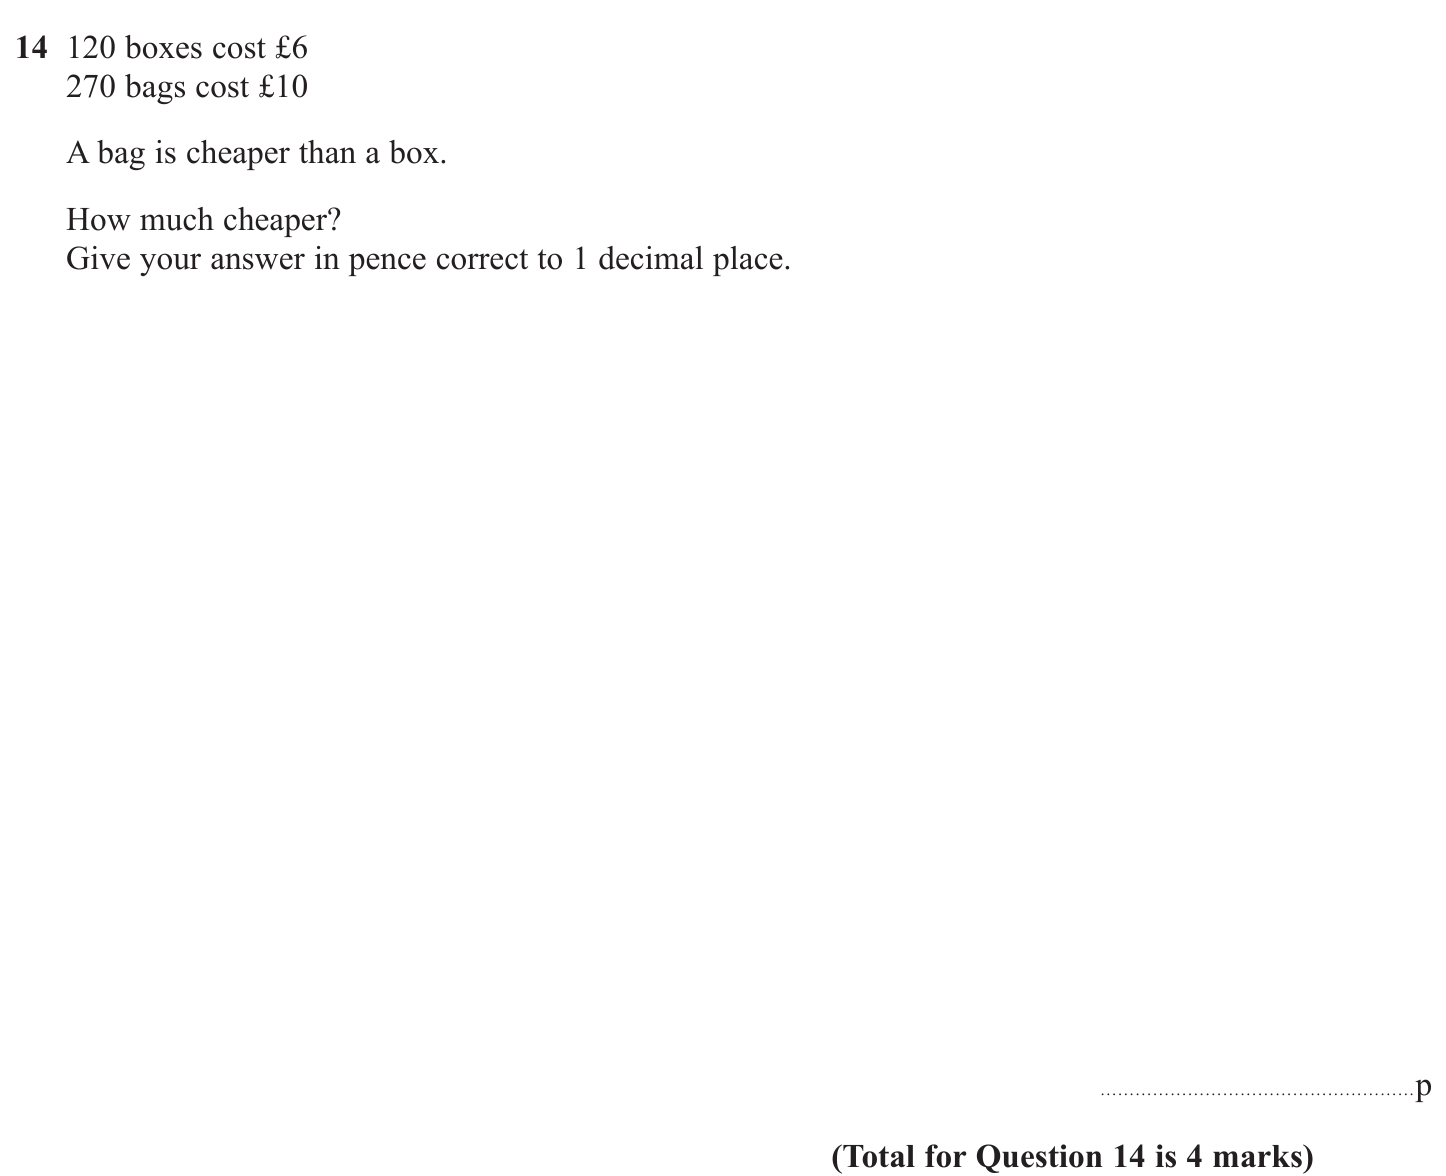 14 120 boxes cost £6
270 bags cost £10
A bag is cheaper than a box.
How much cheaper?
Give your answer in pence correct to 1 decimal place.
....................................................p
(Total for Question 14 is 4 marks)